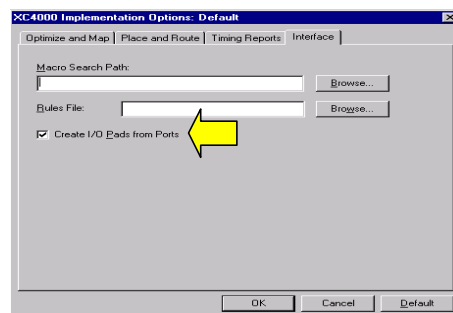 XC4000 Implementation Options: Default
Optimize and Map Place and Route Timing Reports Interface
Macro Search Path:
Browse...
Rules File:
Browse...
Create I/O Pads from Ports
OK Cancel Default